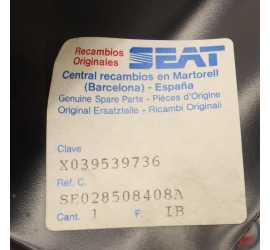 Recambios
Originales
SEAT
Central recambios en Martorell
(Barcelona) - España
Genuine Spare Parts - Pièces d'Origine
Original Ersatzteile - Ricambi Originali
Clave
X039539736
Ref. C.
SE028508408A
Cant. 1 F. IB